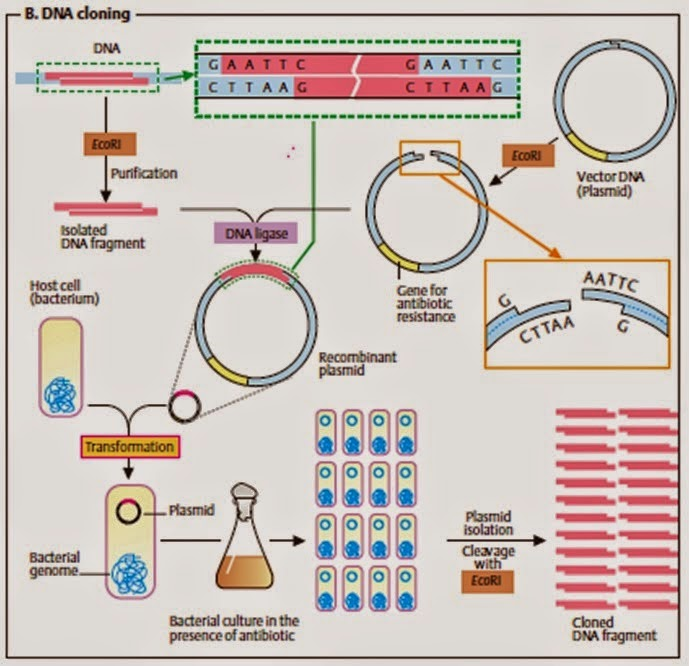 B. DNA cloning
DNA
G A A T T C G A A T T C
C T T A A G C T T A A G
EcoRI
Purification
Isolated
DNA fragment
DNA ligase
EcoRI
Vector DNA
(Plasmid)
Gene for
antibiotic
resistance
AATTC
G
CTTAA
G
Host cell
(bacterium)
Recombinant
plasmid
Transformation
Plasmid
Bacterial
genome
Bacterial culture in the
presence of antibiotic
Plasmid
isolation
Cleavage
with
EcoRI
Cloned
DNA fragment